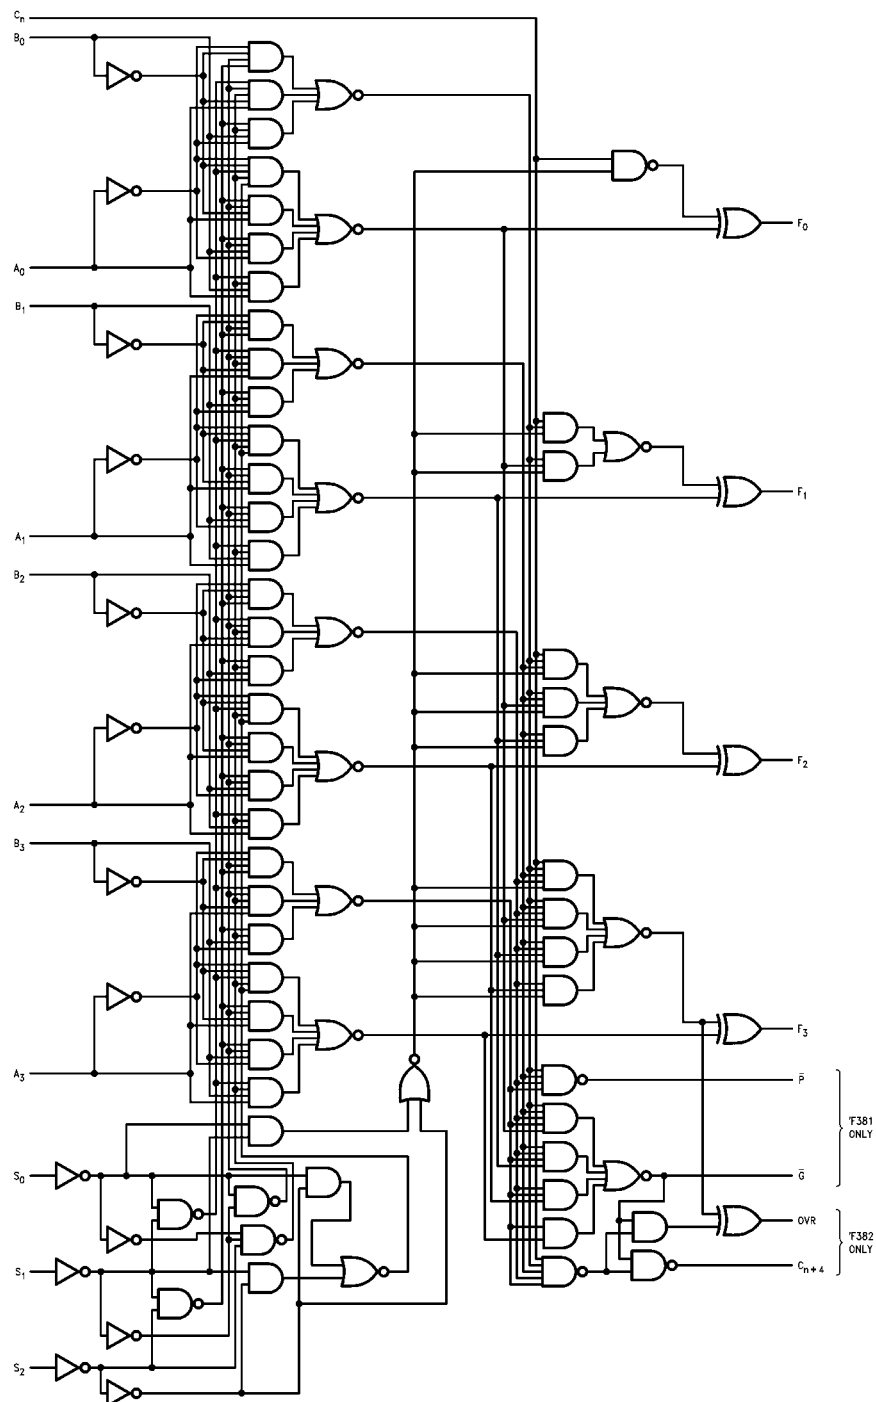 Cₙ
B₀
F₀
A₀
B₁
F₁
A₁
B₂
F₂
A₂
B₃
F₃
A₃
P̅
'F381
ONLY
S₀
G̅
OVR
'F382
ONLY
S₁
Cₙ₊₄
S₂